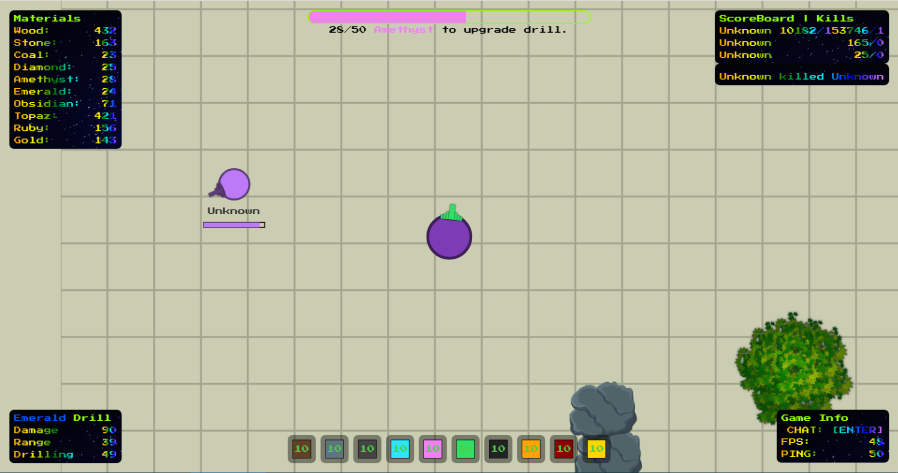 Materials
Wood: 432
Stone: 163
Coal: 23
Diamond: 25
Amethyst: 28
Emerald: 24
Obsidian: 71
Topaz: 421
Ruby: 156
Gold: 143
28/50 Amethyst to upgrade drill.
ScoreBoard | Kills
Unknown 10182/153746/1
Unknown 165/0
Unknown 25/0
Unknown killed Unknown
Unknown
Emerald Drill
Damage 90
Range 39
Drilling 49
10 10 10 10 10 10 10 10 10 10
Game Info
CHAT: [ENTER]
FPS: 48
PING: 50